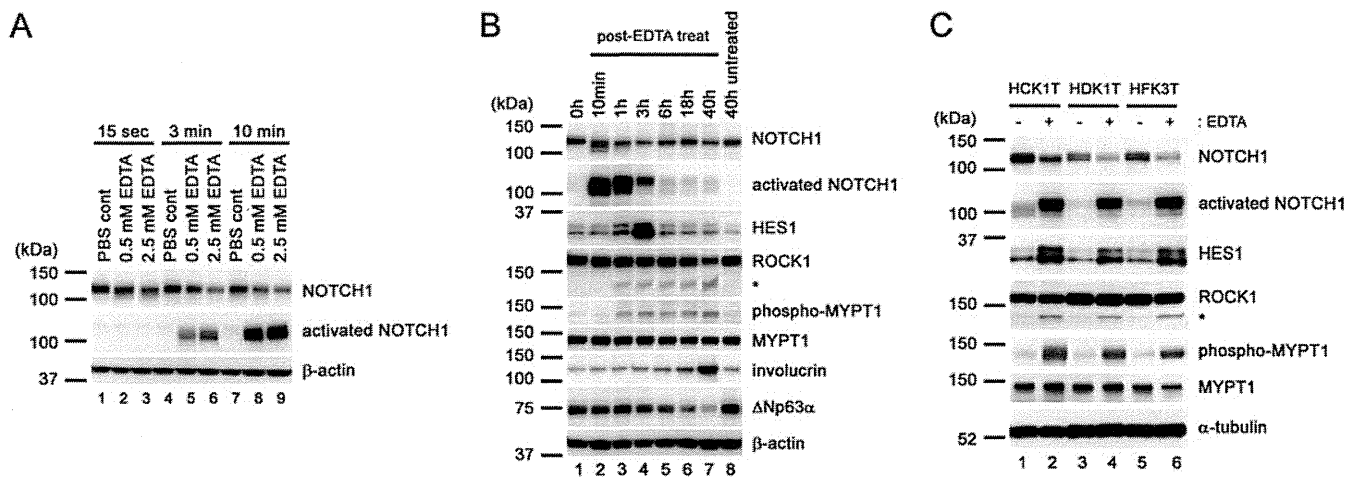 A
15 sec
3 min
10 min
PBS cont
0.5 mM EDTA
2.5 mM EDTA
PBS cont
0.5 mM EDTA
2.5 mM EDTA
PBS cont
0.5 mM EDTA
2.5 mM EDTA
(kDa)
150
100
NOTCH1
100
activated NOTCH1
37
β-actin
1 2 3 4 5 6 7 8 9
B
post-EDTA treat
(kDa)
0h
10min
1h
3h
6h
18h
40h
40h untreated
150
100
NOTCH1
100
activated NOTCH1
37
HES1
ROCK1
150
*
phospho-MYPT1
150
MYPT1
150
100
involucrin
75
ΔNp63α
37
β-actin
1 2 3 4 5 6 7 8
C
HCK1T HDK1T HFK3T
(kDa)
- + - + - + : EDTA
150
100
NOTCH1
100
activated NOTCH1
37
HES1
150
ROCK1
*
150
phospho-MYPT1
150
MYPT1
52
α-tubulin
1 2 3 4 5 6